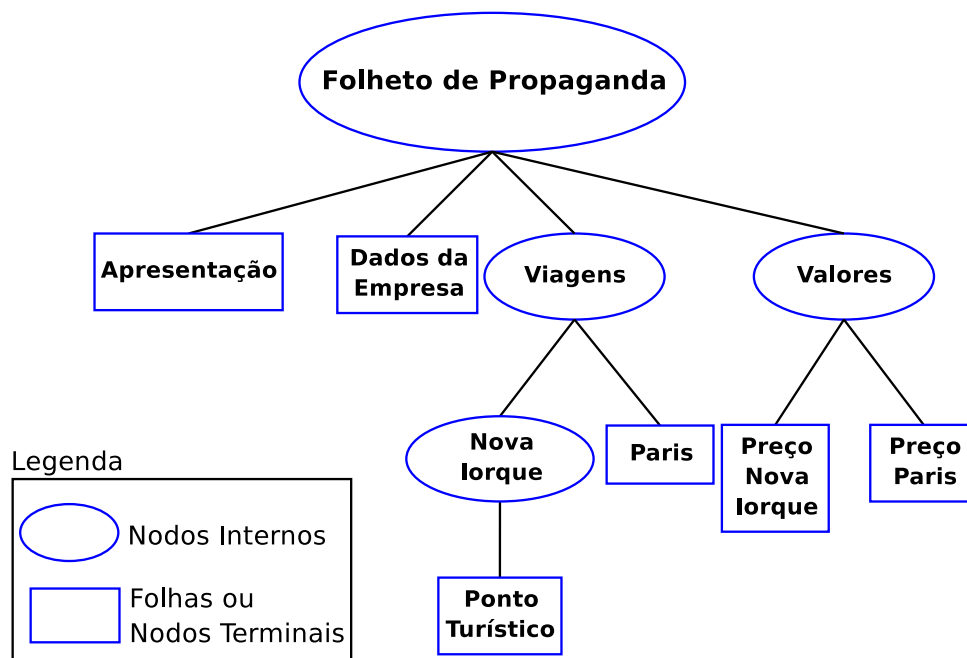 Folheto de Propaganda
Apresentação
Dados da
Empresa
Viagens
Valores
Nova
Iorque
Paris
Preço
Nova
Iorque
Preço
Paris
Ponto
Turístico
Legenda
Nodos Internos
Folhas ou
Nodos Terminais